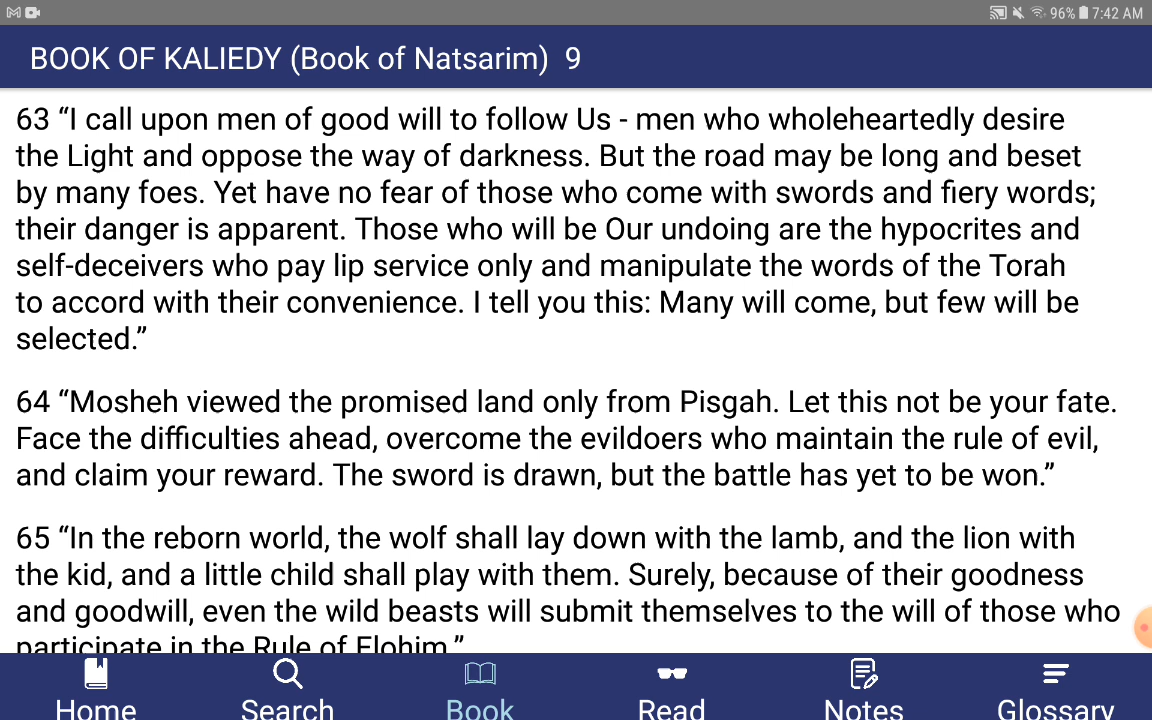 96% 7:42 AM
BOOK OF KALIEDY (Book of Natsarim) 9
63 “I call upon men of good will to follow Us - men who wholeheartedly desire
the Light and oppose the way of darkness. But the road may be long and beset
by many foes. Yet have no fear of those who come with swords and fiery words;
their danger is apparent. Those who will be Our undoing are the hypocrites and
self-deceivers who pay lip service only and manipulate the words of the Torah
to accord with their convenience. I tell you this: Many will come, but few will be
selected.”
64 “Mosheh viewed the promised land only from Pisgah. Let this not be your fate.
Face the difficulties ahead, overcome the evildoers who maintain the rule of evil,
and claim your reward. The sword is drawn, but the battle has yet to be won.”
65 “In the reborn world, the wolf shall lay down with the lamb, and the lion with
the kid, and a little child shall play with them. Surely, because of their goodness
and goodwill, even the wild beasts will submit themselves to the will of those who
participate in the Rule of Elohim.”
Home Search Book Read Notes Glossary